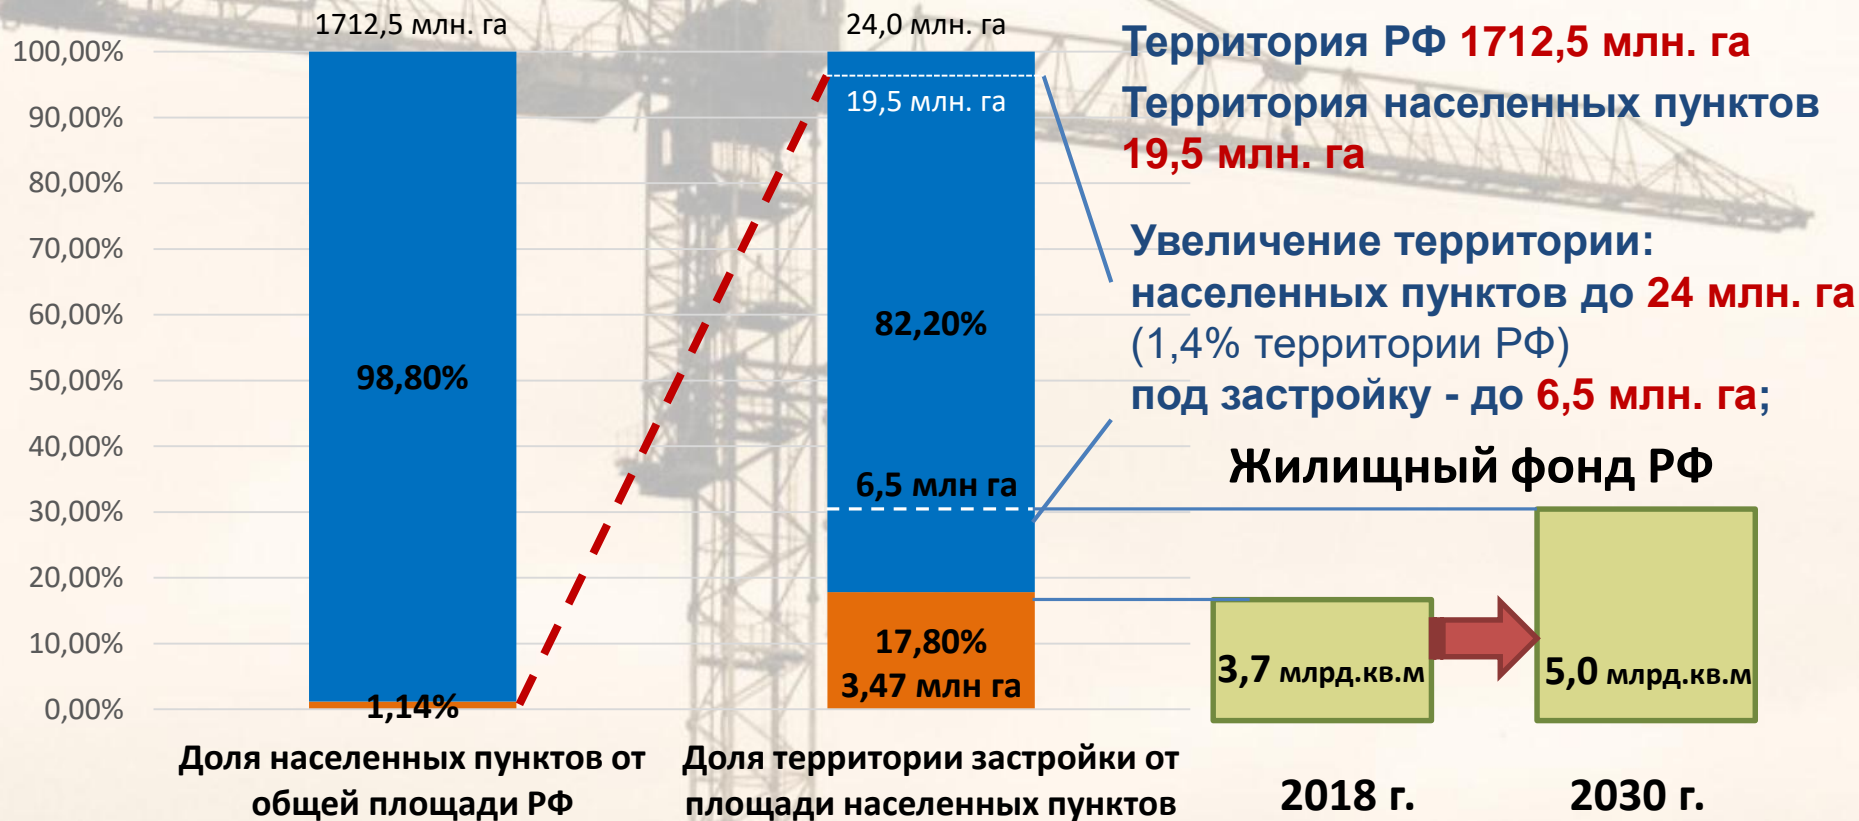 1712,5 млн. га
24,0 млн. га
100,00%
90,00%
80,00%
70,00%
60,00%
50,00%
40,00%
30,00%
20,00%
10,00%
0,00%
98,80%
1,14%
19,5 млн. га
82,20%
6,5 млн га
17,80%
3,47 млн га
Доля населенных пунктов от
общей площади РФ
Доля территории застройки от
площади населенных пунктов
Территория РФ 1712,5 млн. га
Территория населенных пунктов
19,5 млн. га
Увеличение территории:
населенных пунктов до 24 млн. га
(1,4% территории РФ)
под застройку - до 6,5 млн. га;
Жилищный фонд РФ
3,7 млрд.кв.м
5,0 млрд.кв.м
2018 г.
2030 г.